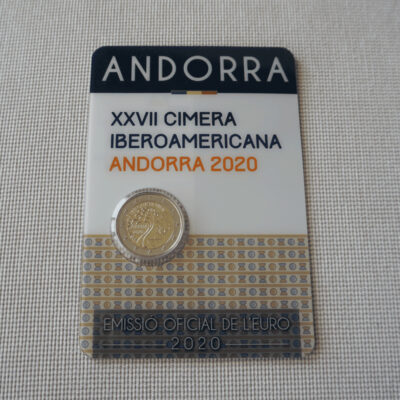 ANDORRA
XXVII CIMERA
IBEROAMERICANA
ANDORRA 2020
EMISSIÓ OFICIAL DE L'EURO
2020